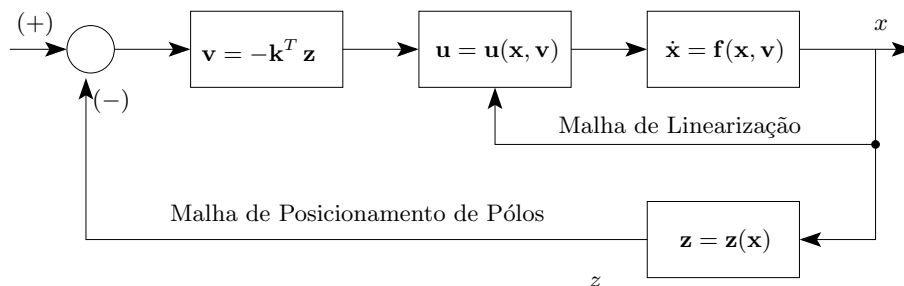 (+)
x
v = −k^T z
u = u(x, v)
ẋ = f(x, v)
(−)
Malha de Linearização
Malha de Posicionamento de Pólos
z = z(x)
z